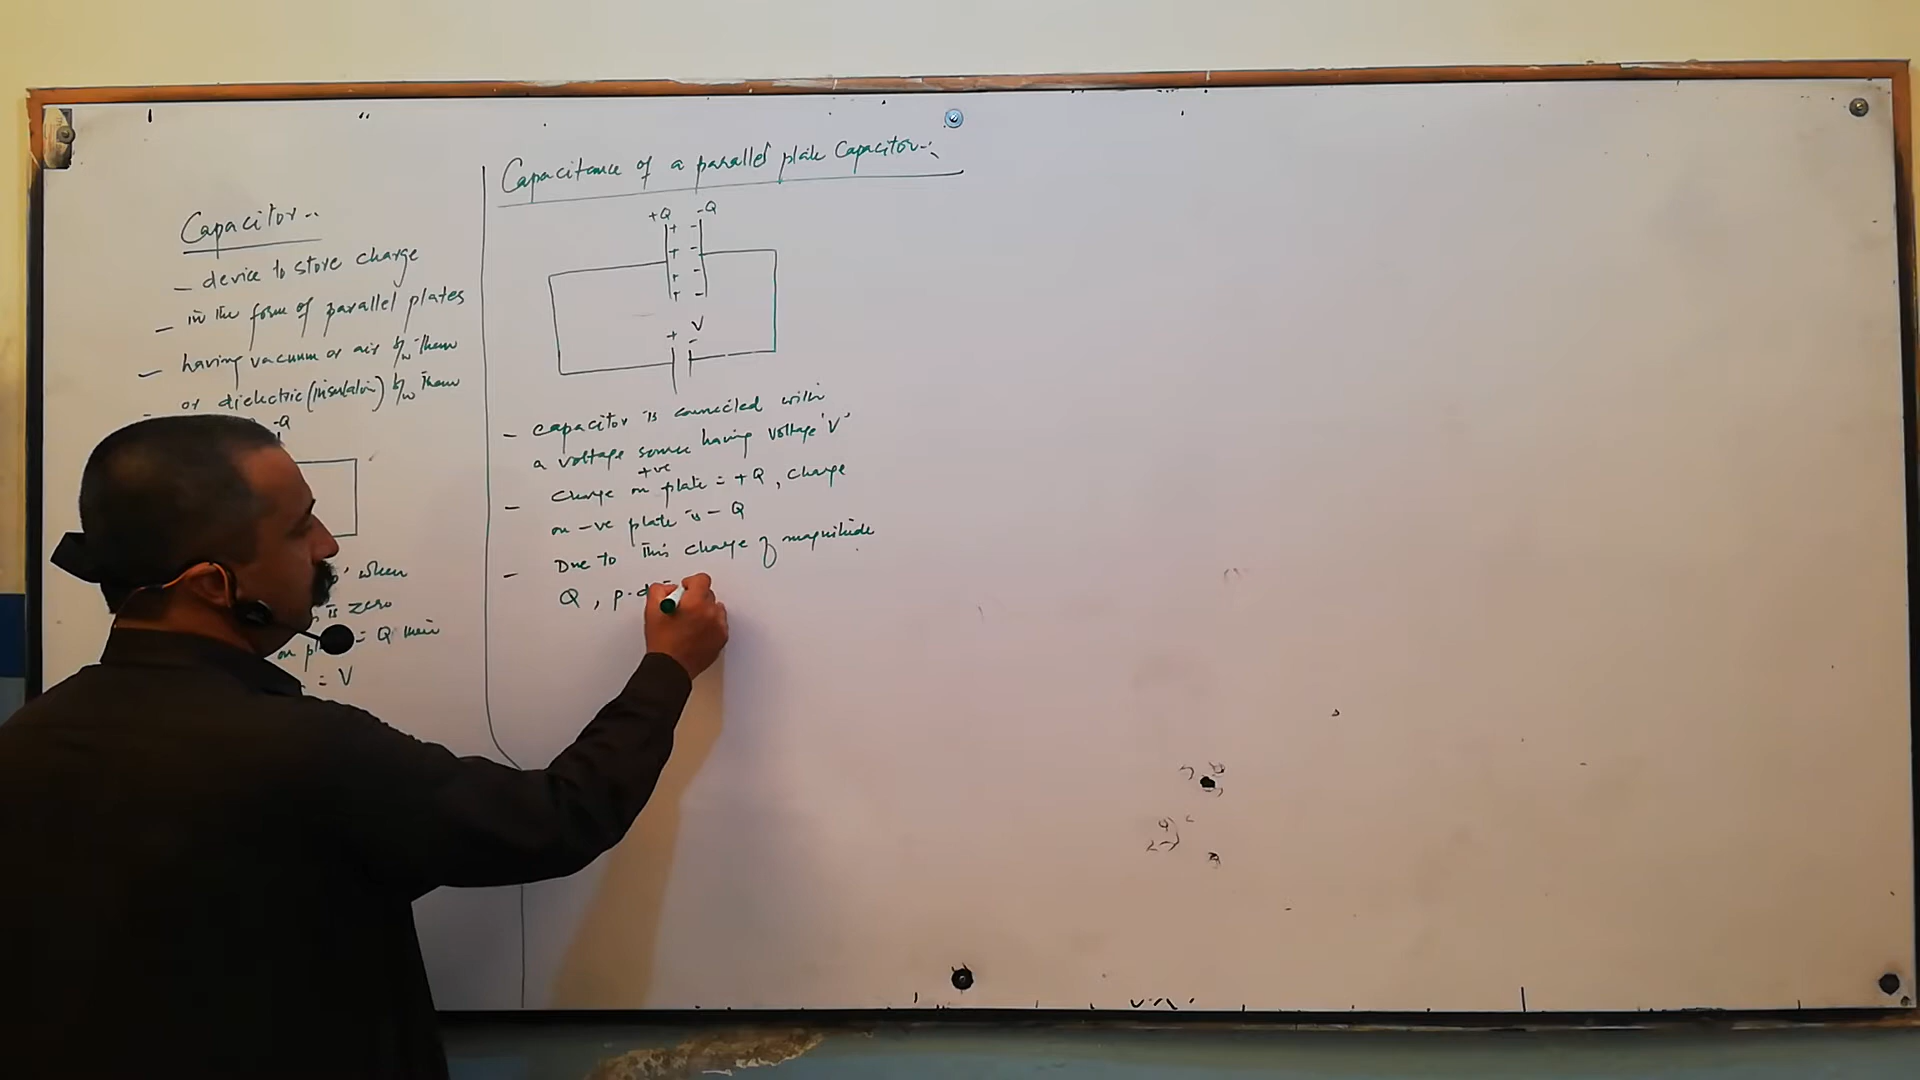 Capacitor:-
- device to store charge
- in the form of parallel plates
- having vacuum or air b/w them
or dielectric (insulator) b/w them
-Q
when
is zero
on = Q then
= V
Capacitance of a parallel plate Capacitor:-
+Q -Q
+ -
+ -
+ -
+ -
V
+ -
- capacitor is connected with
a voltage source having voltage 'V'
+ve
- charge on plate = +Q, charge
on -ve plate is - Q
- Due to this charge of magnitude
Q, p.d